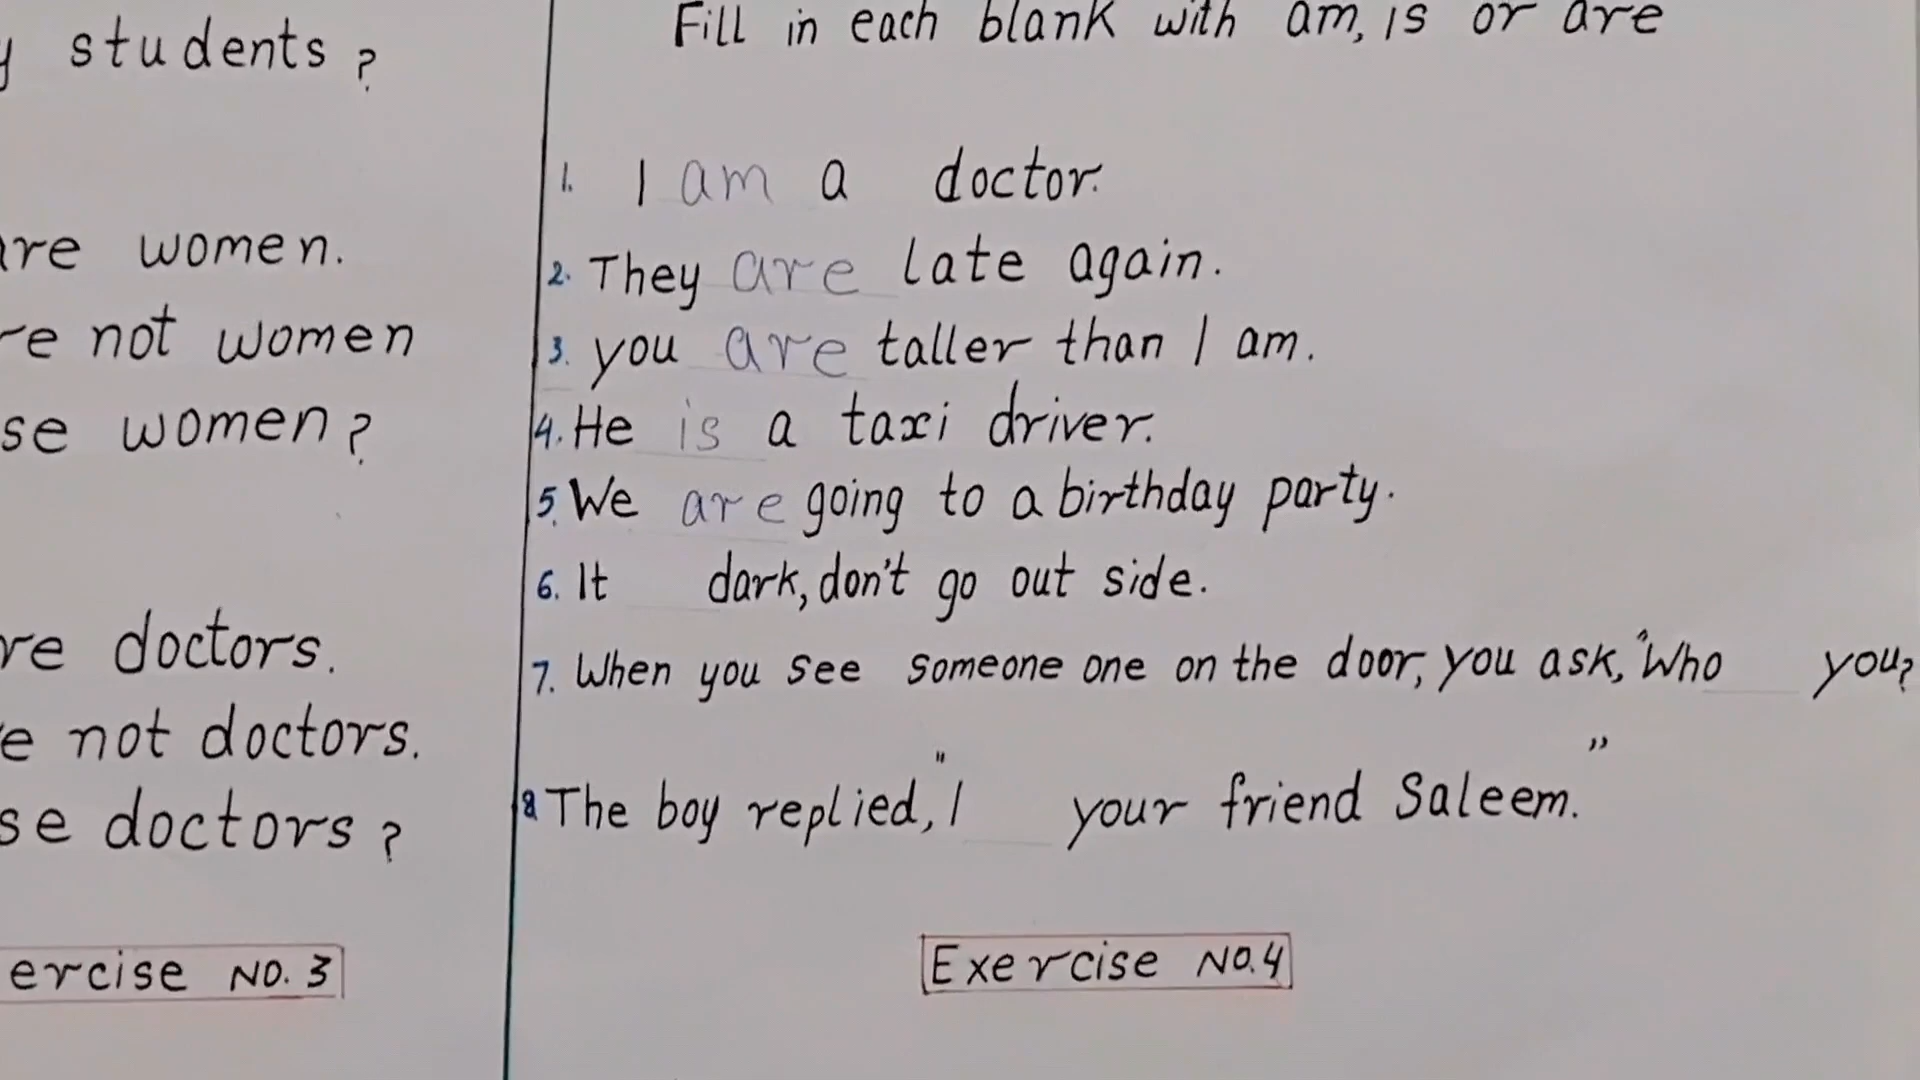 students ?
are women.
re not women
se women?
re doctors.
e not doctors.
se doctors ?
ercise NO. 3
Fill in each blank with am, is or are
1. I am a doctor.
2. They are late again.
3. you are taller than I am.
4. He is a taxi driver.
5. We are going to a birthday party.
6. It dark, don't go out side.
7. When you see someone one on the door, you ask, "Who you?
"
8 The boy replied, "I your friend Saleem."
Exercise NO. 4